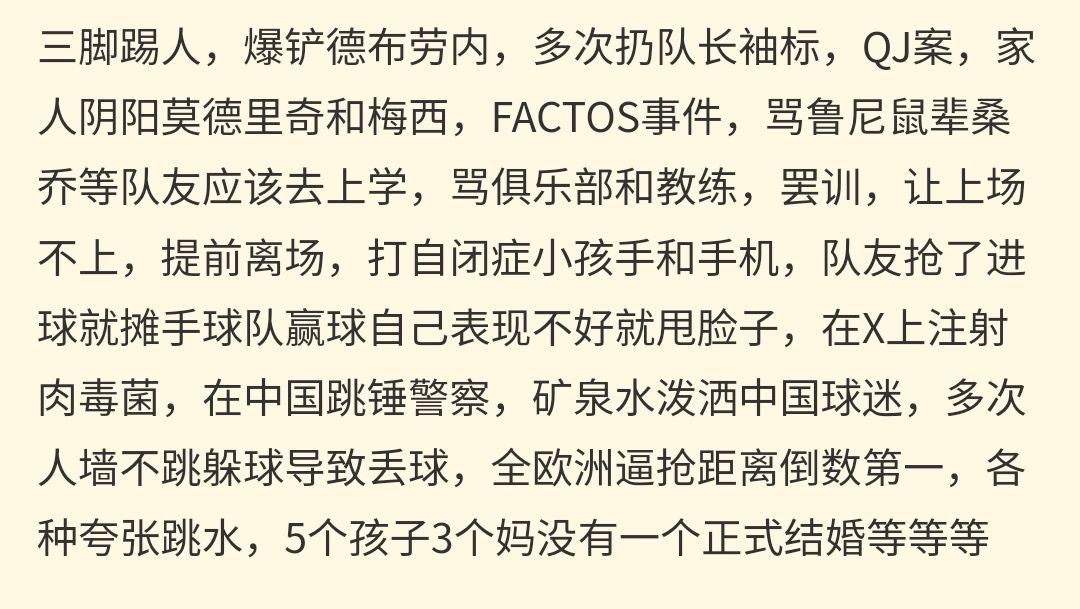 三脚踢人，爆铲德布劳内，多次扔队长袖标，QJ案，家
人阴阳莫德里奇和梅西，FACTOS事件，骂鲁尼鼠辈桑
乔等队友应该去上学，骂俱乐部和教练，罢训，让上场
不上，提前离场，打自闭症小孩手和手机，队友抢了进
球就摊手球队赢球自己表现不好就甩脸子，在X上注射
肉毒菌，在中国跳锤警察，矿泉水泼洒中国球迷，多次
人墙不跳躲球导致丢球，全欧洲逼抢距离倒数第一，各
种夸张跳水，5个孩子3个妈没有一个正式结婚等等等